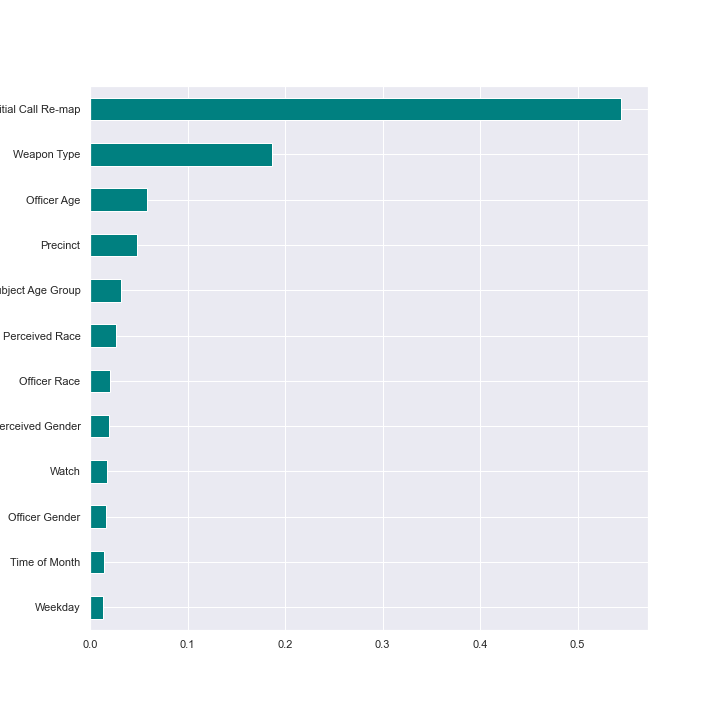 itial Call Re-map
Weapon Type
Officer Age
Precinct
bject Age Group
Perceived Race
Officer Race
erceived Gender
Watch
Officer Gender
Time of Month
Weekday
0.0 0.1 0.2 0.3 0.4 0.5